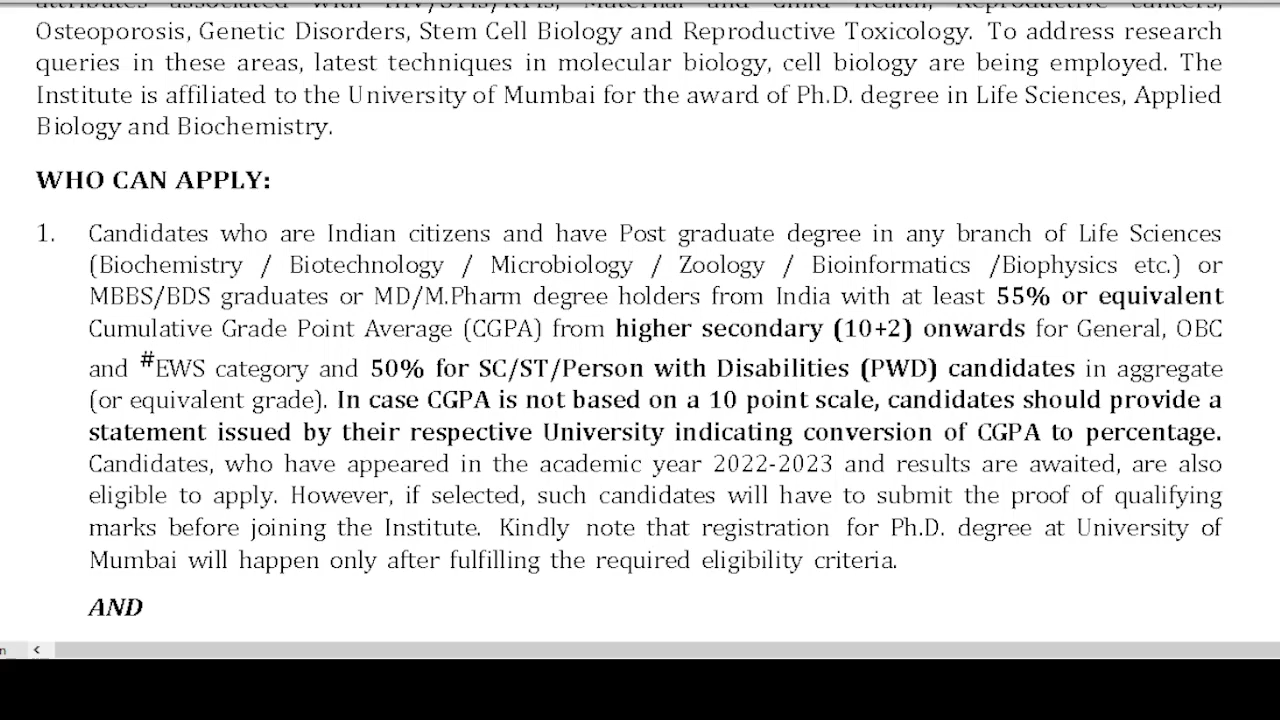 Osteoporosis, Genetic Disorders, Stem Cell Biology and Reproductive Toxicology. To address research
queries in these areas, latest techniques in molecular biology, cell biology are being employed. The
Institute is affiliated to the University of Mumbai for the award of Ph.D. degree in Life Sciences, Applied
Biology and Biochemistry.
WHO CAN APPLY:
1. Candidates who are Indian citizens and have Post graduate degree in any branch of Life Sciences
(Biochemistry / Biotechnology / Microbiology / Zoology / Bioinformatics /Biophysics etc.) or
MBBS/BDS graduates or MD/M.Pharm degree holders from India with at least 55% or equivalent
Cumulative Grade Point Average (CGPA) from higher secondary (10+2) onwards for General, OBC
and #EWS category and 50% for SC/ST/Person with Disabilities (PWD) candidates in aggregate
(or equivalent grade). In case CGPA is not based on a 10 point scale, candidates should provide a
statement issued by their respective University indicating conversion of CGPA to percentage.
Candidates, who have appeared in the academic year 2022-2023 and results are awaited, are also
eligible to apply. However, if selected, such candidates will have to submit the proof of qualifying
marks before joining the Institute. Kindly note that registration for Ph.D. degree at University of
Mumbai will happen only after fulfilling the required eligibility criteria.
AND